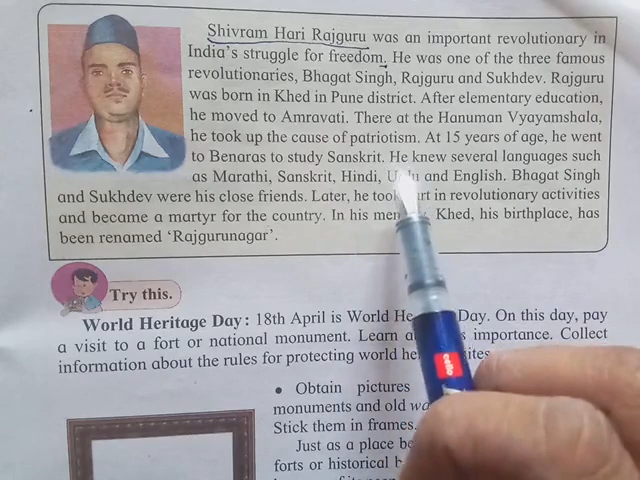 Shivram Hari Rajguru was an important revolutionary in
India's struggle for freedom. He was one of the three famous
revolutionaries, Bhagat Singh, Rajguru and Sukhdev. Rajguru
was born in Khed in Pune district. After elementary education,
he moved to Amravati. There at the Hanuman Vyayamshala,
he took up the cause of patriotism. At 15 years of age, he went
to Benaras to study Sanskrit. He knew several languages such
as Marathi, Sanskrit, Hindi, and English. Bhagat Singh
and Sukhdev were his close friends. Later, he took in revolutionary activities
and became a martyr for the country. In his Khed, his birthplace, has
been renamed 'Rajgurunagar'.
Try this.
World Heritage Day: 18th April is World Day. On this day, pay
a visit to a fort or national monument. Learn importance. Collect
information about the rules for protecting world sites
• Obtain pictures
monuments and old
Stick them in frames.
Just as a place
forts or historical
cello